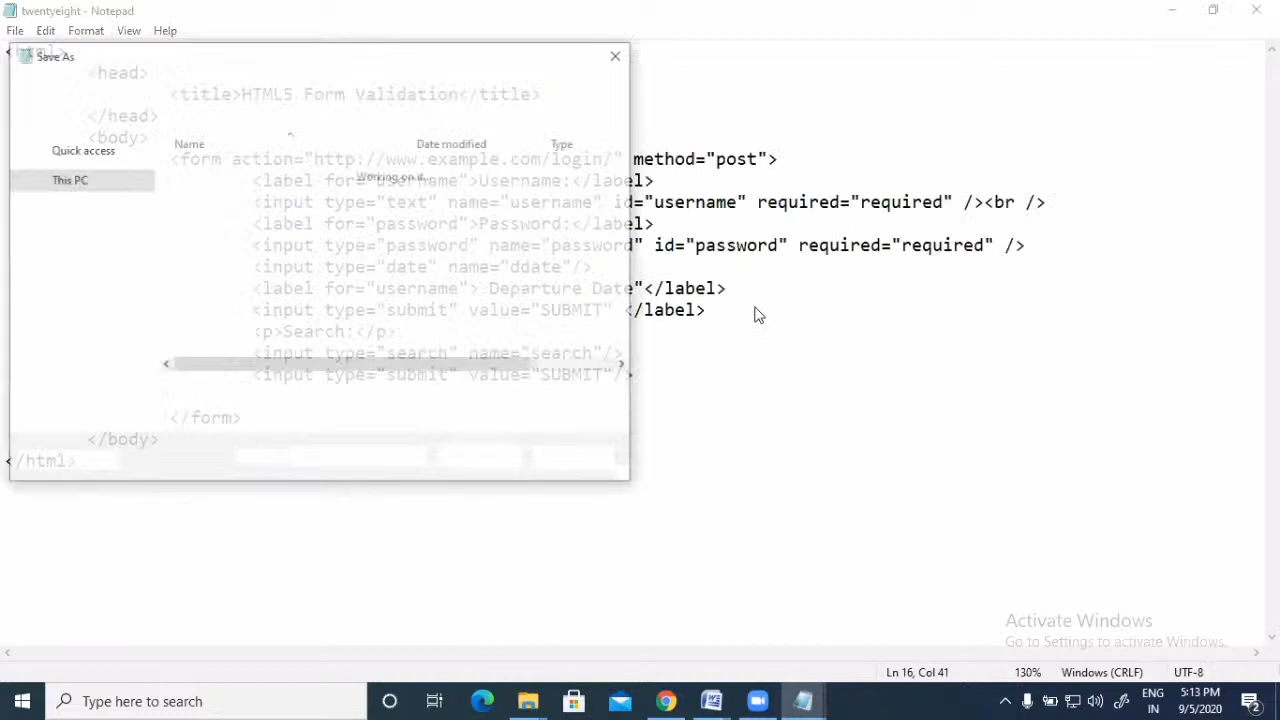 twentyeight - Notepad
File Edit Format View Help
<html>
Save As
<head>
<title>HTML5 Form Validation</title>
</head>
<body>
Quick access
Name Date modified Type
<form action="http://www.example.com/login/" method="post">
This PC
Working on it...
<label for="username">Username:</label>
<input type="text" name="username" id="username" required="required" /><br />
<label for="password">Password:</label>
<input type="password" name="password" id="password" required="required" />
<input type="date" name="ddate"/>
<label for="username"> Departure Date"</label>
<input type="submit" value="SUBMIT" </label>
<p>Search:</p>
<input type="search" name="search"/>
<input type="submit" value="SUBMIT"/>
</form>
</body>
</html>
Activate Windows
Go to Settings to activate Windows.
Ln 16, Col 41 130% Windows (CRLF) UTF-8
Type here to search
ENG
IN
5:13 PM
9/5/2020
2